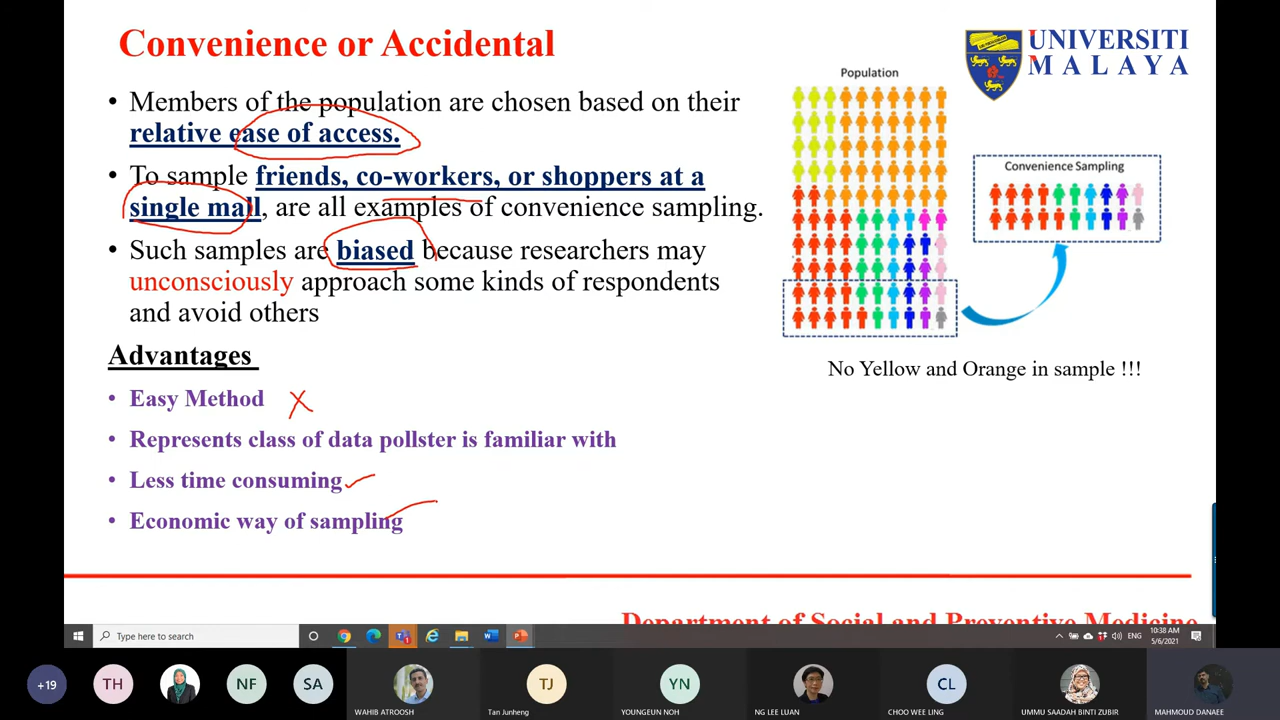 Convenience or Accidental
UNIVERSITI
MALAYA
• Members of the population are chosen based on their
relative ease of access.
• To sample friends, co-workers, or shoppers at a
single mall, are all examples of convenience sampling.
• Such samples are biased because researchers may
unconsciously approach some kinds of respondents
and avoid others
Advantages
• Easy Method
• Represents class of data pollster is familiar with
• Less time consuming
• Economic way of sampling
Population
Convenience Sampling
No Yellow and Orange in sample !!!
Department of Social and Preventive Medicine
Type here to search
ENG
10:38 AM
5/6/2021
+19
TH
NF
SA
WAHIB ATROOSH
TJ
Tan Junheng
YN
YOUNGEUN NOH
NG LEE LUAN
CL
CHOO WEE LING
UMMU SAADAH BINTI ZUBIR
MAHMOUD DANAEE